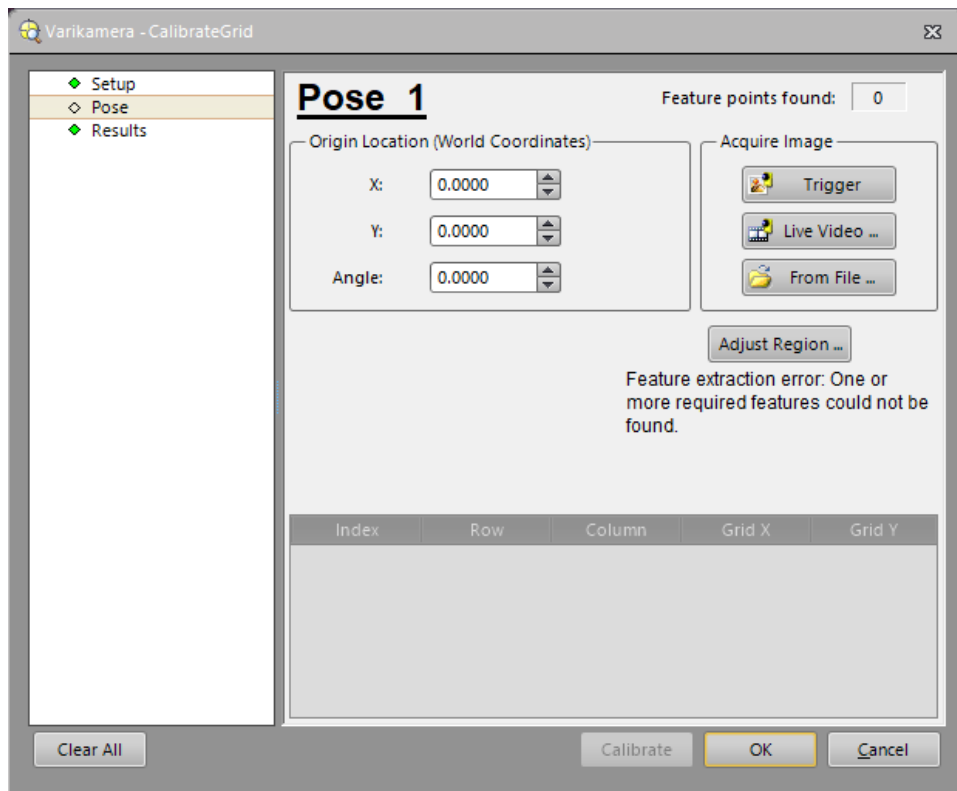 Varikamera - CalibrateGrid
Setup
Pose
Results
Pose 1
Feature points found: 0
Origin Location (World Coordinates)
X: 0.0000
Y: 0.0000
Angle: 0.0000
Acquire Image
Trigger
Live Video ...
From File ...
Adjust Region ...
Feature extraction error: One or
more required features could not be
found.
Index Row Column Grid X Grid Y
Clear All Calibrate OK Cancel